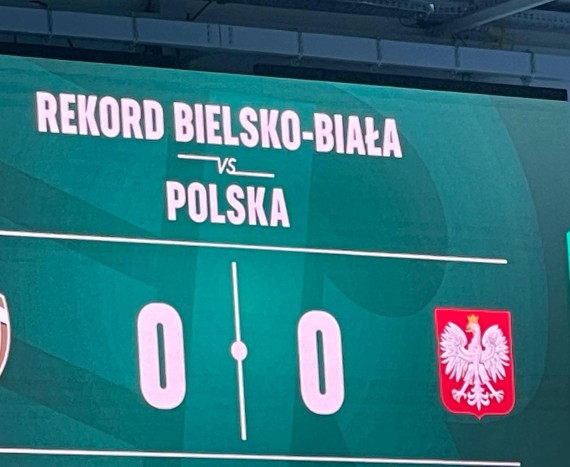 REKORD BIELSKO-BIAŁA
VS
POLSKA
0 0